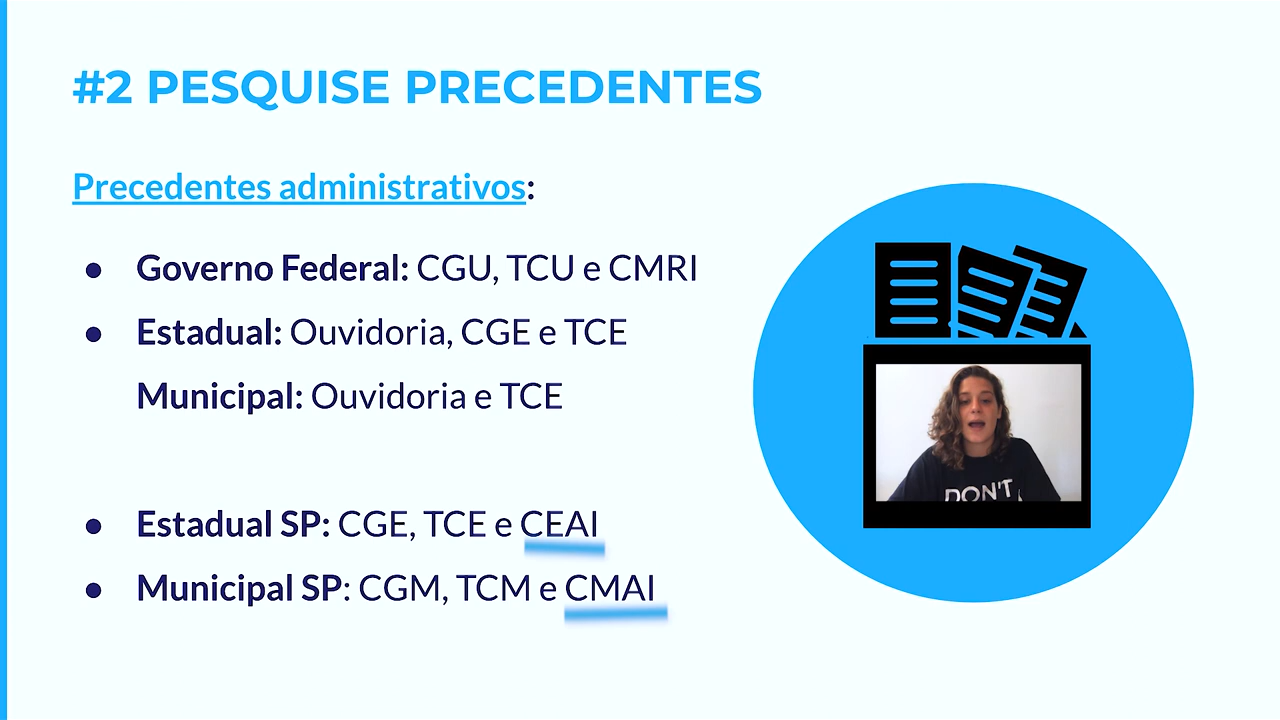 #2 PESQUISE PRECEDENTES
Precedentes administrativos:
● Governo Federal: CGU, TCU e CMRI
● Estadual: Ouvidoria, CGE e TCE
Municipal: Ouvidoria e TCE
● Estadual SP: CGE, TCE e CEAI
● Municipal SP: CGM, TCM e CMAI
DON'T